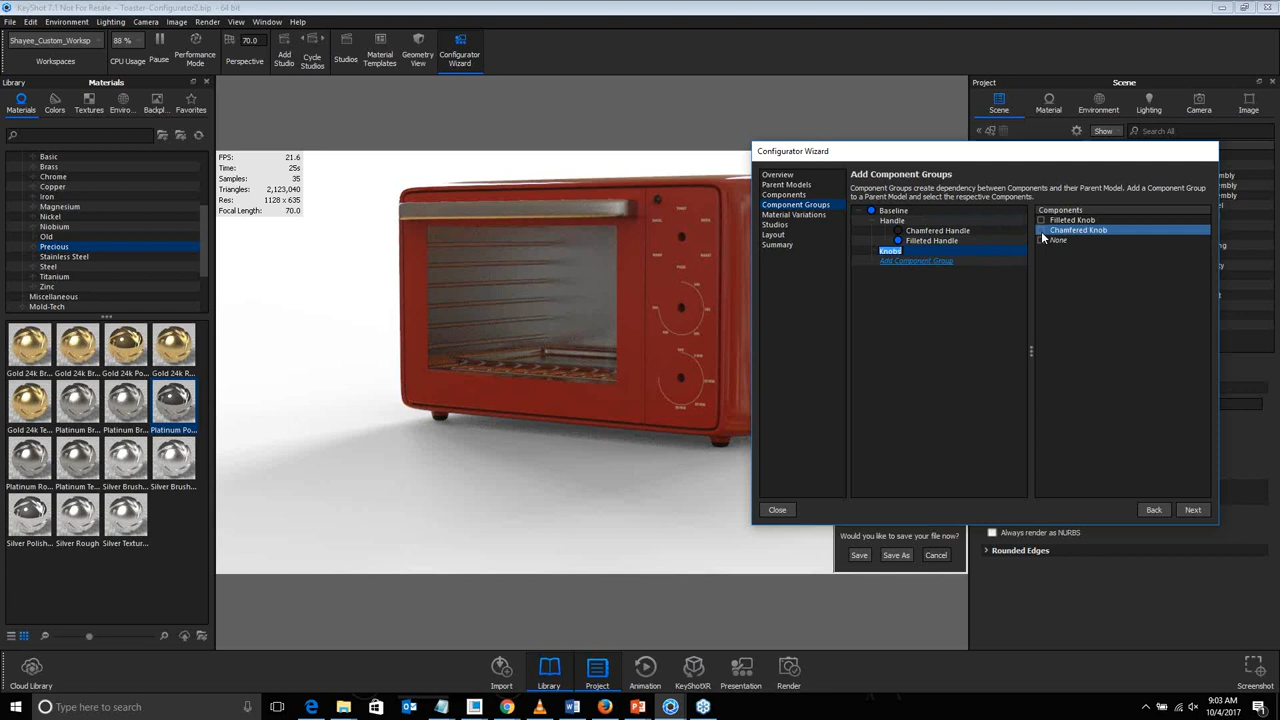 KeyShot 7.1 Not For Resale - Toaster-Configurator2.bip - 64 bit
File Edit Environment Lighting Camera Image Render View Window Help
Shayee_Custom_Worksp 88 % 70.0
Workspaces CPU Usage Pause Performance Mode Perspective Add Studio Cycle Studios Studios Material Templates Geometry View Configurator Wizard
Library Materials
Materials Colors Textures Enviro... Backpl... Favorites
Basic
Brass
Chrome
Copper
Iron
Magnesium
Nickel
Niobium
Old
Precious
Stainless Steel
Steel
Titanium
Zinc
Miscellaneous
Mold-Tech
Gold 24k Br... Gold 24k Br... Gold 24k Po... Gold 24k R...
Gold 24k Te... Platinum Br... Platinum Br... Platinum Po...
Platinum Ro... Platinum Te... Silver Brush... Silver Brush...
Silver Polish... Silver Rough Silver Textur...
FPS: 21.6
Time: 25s
Samples: 35
Triangles: 2,123,040
Res: 1128 x 635
Focal Length: 70.0
Project Scene
Scene Material Environment Lighting Camera Image
Show Search All
Configurator Wizard
Overview
Parent Models
Components
Component Groups
Material Variations
Studios
Layout
Summary
Add Component Groups
Component Groups create dependency between Components and their Parent Model. Add a Component Group
to a Parent Model and select the respective Components.
Baseline
Handle
Chamfered Handle
Filleted Handle
Knobs
Add Component Group
Components
Filleted Knob
Chamfered Knob
None
Close Back Next
Would you like to save your file now?
Save Save As Cancel
Always render as NURBS
Rounded Edges
Cloud Library Import Library Project Animation KeyShotXR Presentation Render Screenshot
Type here to search
9:03 AM
10/4/2017